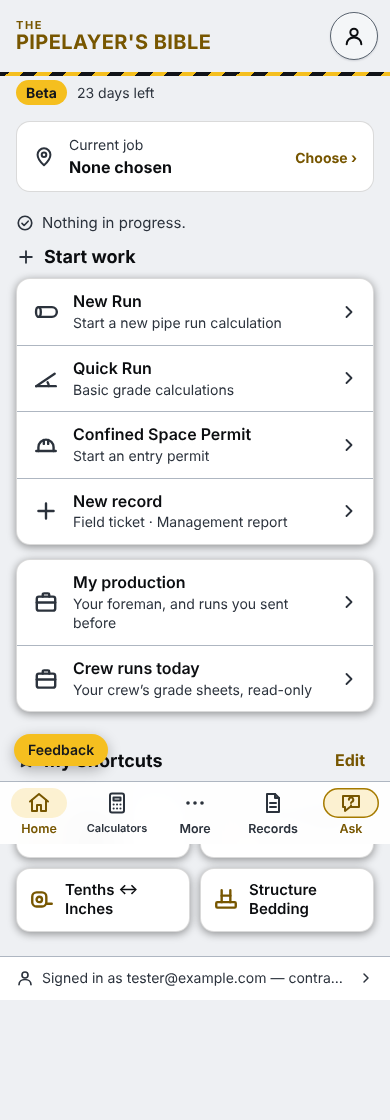 THE
PIPELAYER'S BIBLE
Beta 23 days left
Current job
None chosen
Choose ›
Nothing in progress.
Start work
New Run
Start a new pipe run calculation
Quick Run
Basic grade calculations
Confined Space Permit
Start an entry permit
New record
Field ticket · Management report
My production
Your foreman, and runs you sent
before
Crew runs today
Your crew's grade sheets, read-only
Feedback
Shortcuts
Edit
Home
Calculators
More
Records
Ask
Tenths ↔
Inches
Structure
Bedding
Signed in as tester@example.com — contra...